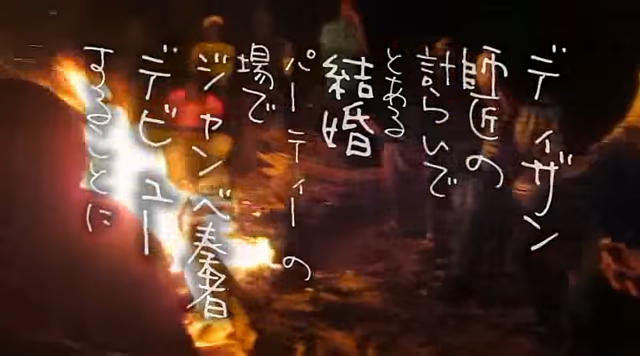 ディザン
師匠の
計らいで
とある
結婚
パーティーの
場で
ジャンベ奏者
デビュー
することに